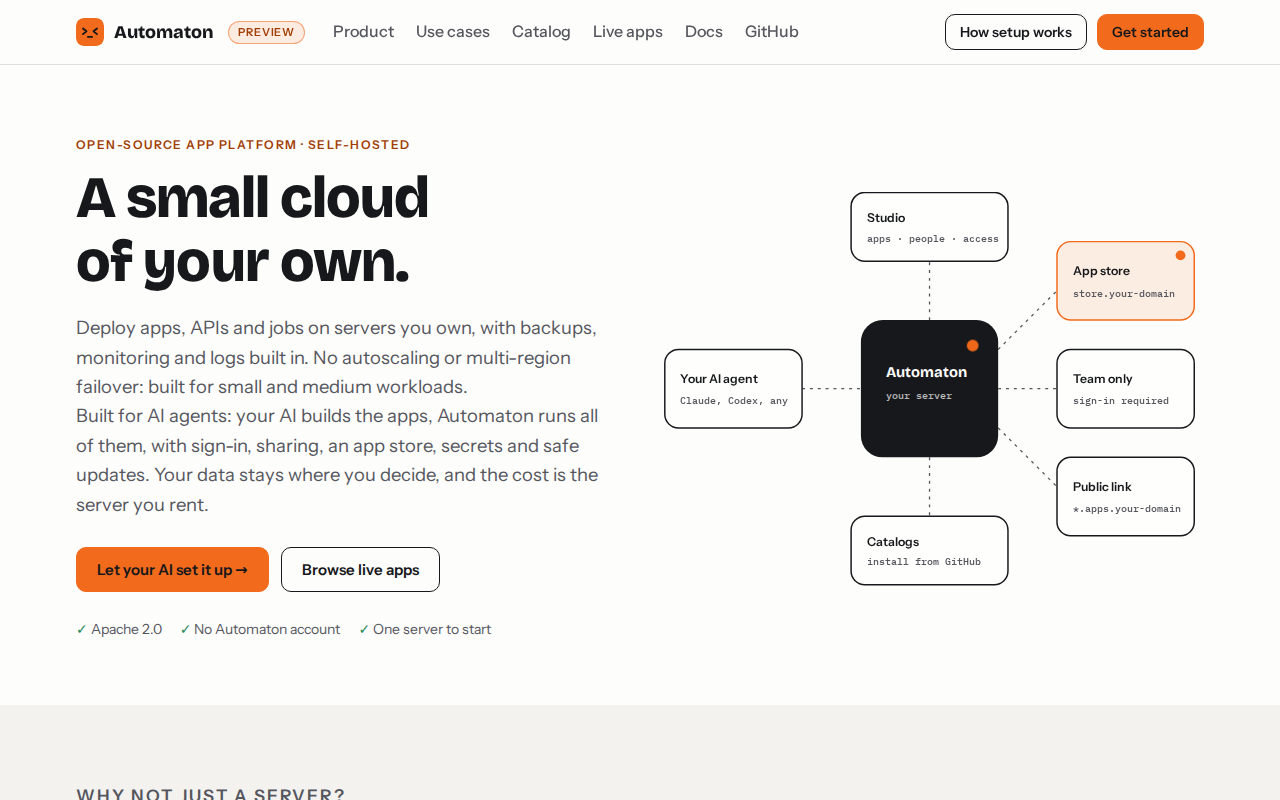 Automaton
PREVIEW
Product
Use cases
Catalog
Live apps
Docs
GitHub
How setup works
Get started
OPEN-SOURCE APP PLATFORM · SELF-HOSTED
A small cloud
of your own.
Deploy apps, APIs and jobs on servers you own, with backups,
monitoring and logs built in. No autoscaling or multi-region
failover: built for small and medium workloads.
Built for AI agents: your AI builds the apps, Automaton runs all
of them, with sign-in, sharing, an app store, secrets and safe
updates. Your data stays where you decide, and the cost is the
server you rent.
Let your AI set it up →
Browse live apps
✓ Apache 2.0
✓ No Automaton account
✓ One server to start
Studio
apps · people · access
App store
store.your-domain
Your AI agent
Claude, Codex, any
Automaton
your server
Team only
sign-in required
Public link
*.apps.your-domain
Catalogs
install from GitHub
WHY NOT JUST A SERVER?